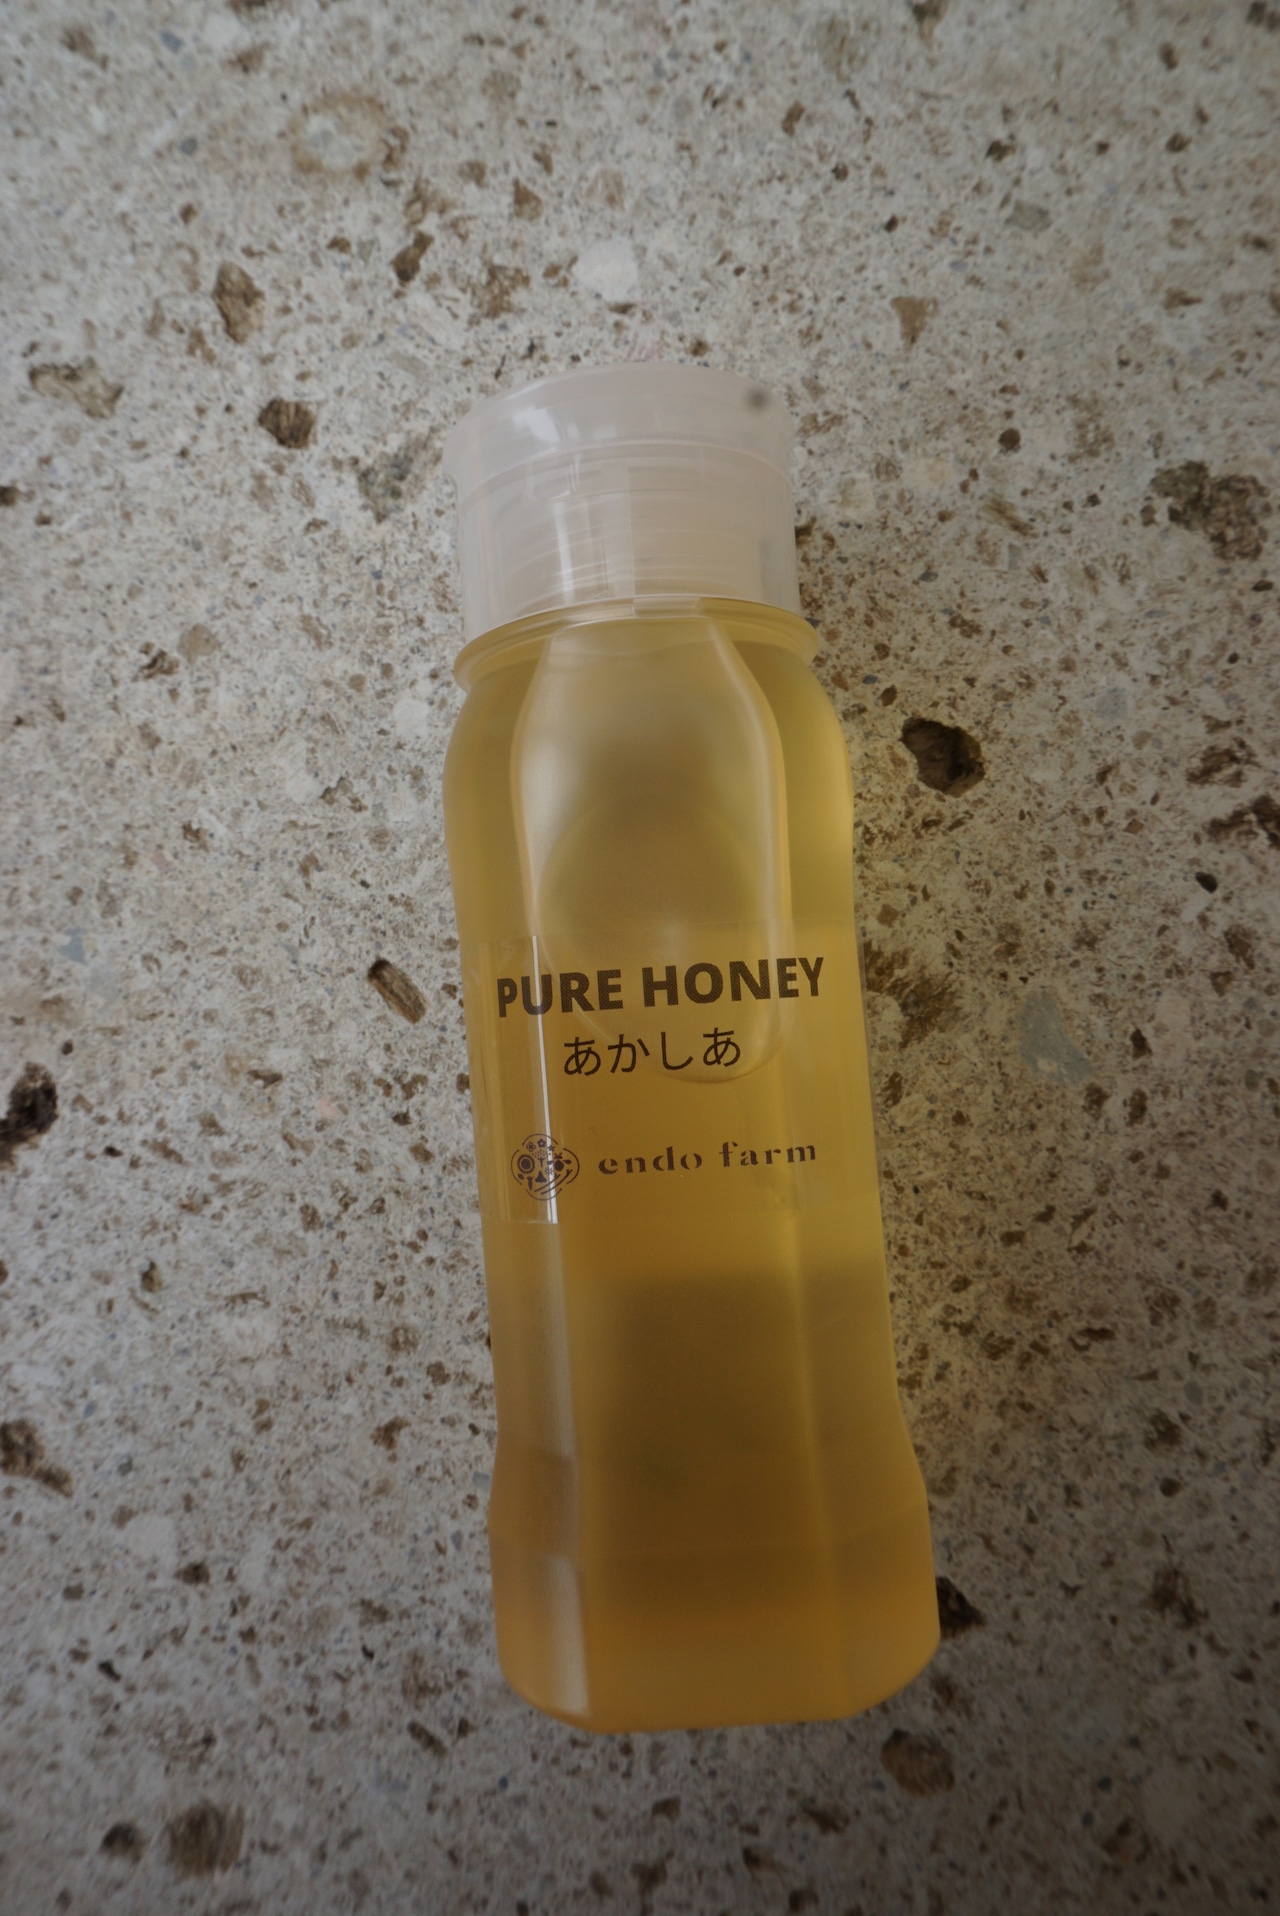 PURE HONEY
あかしあ
endo farm